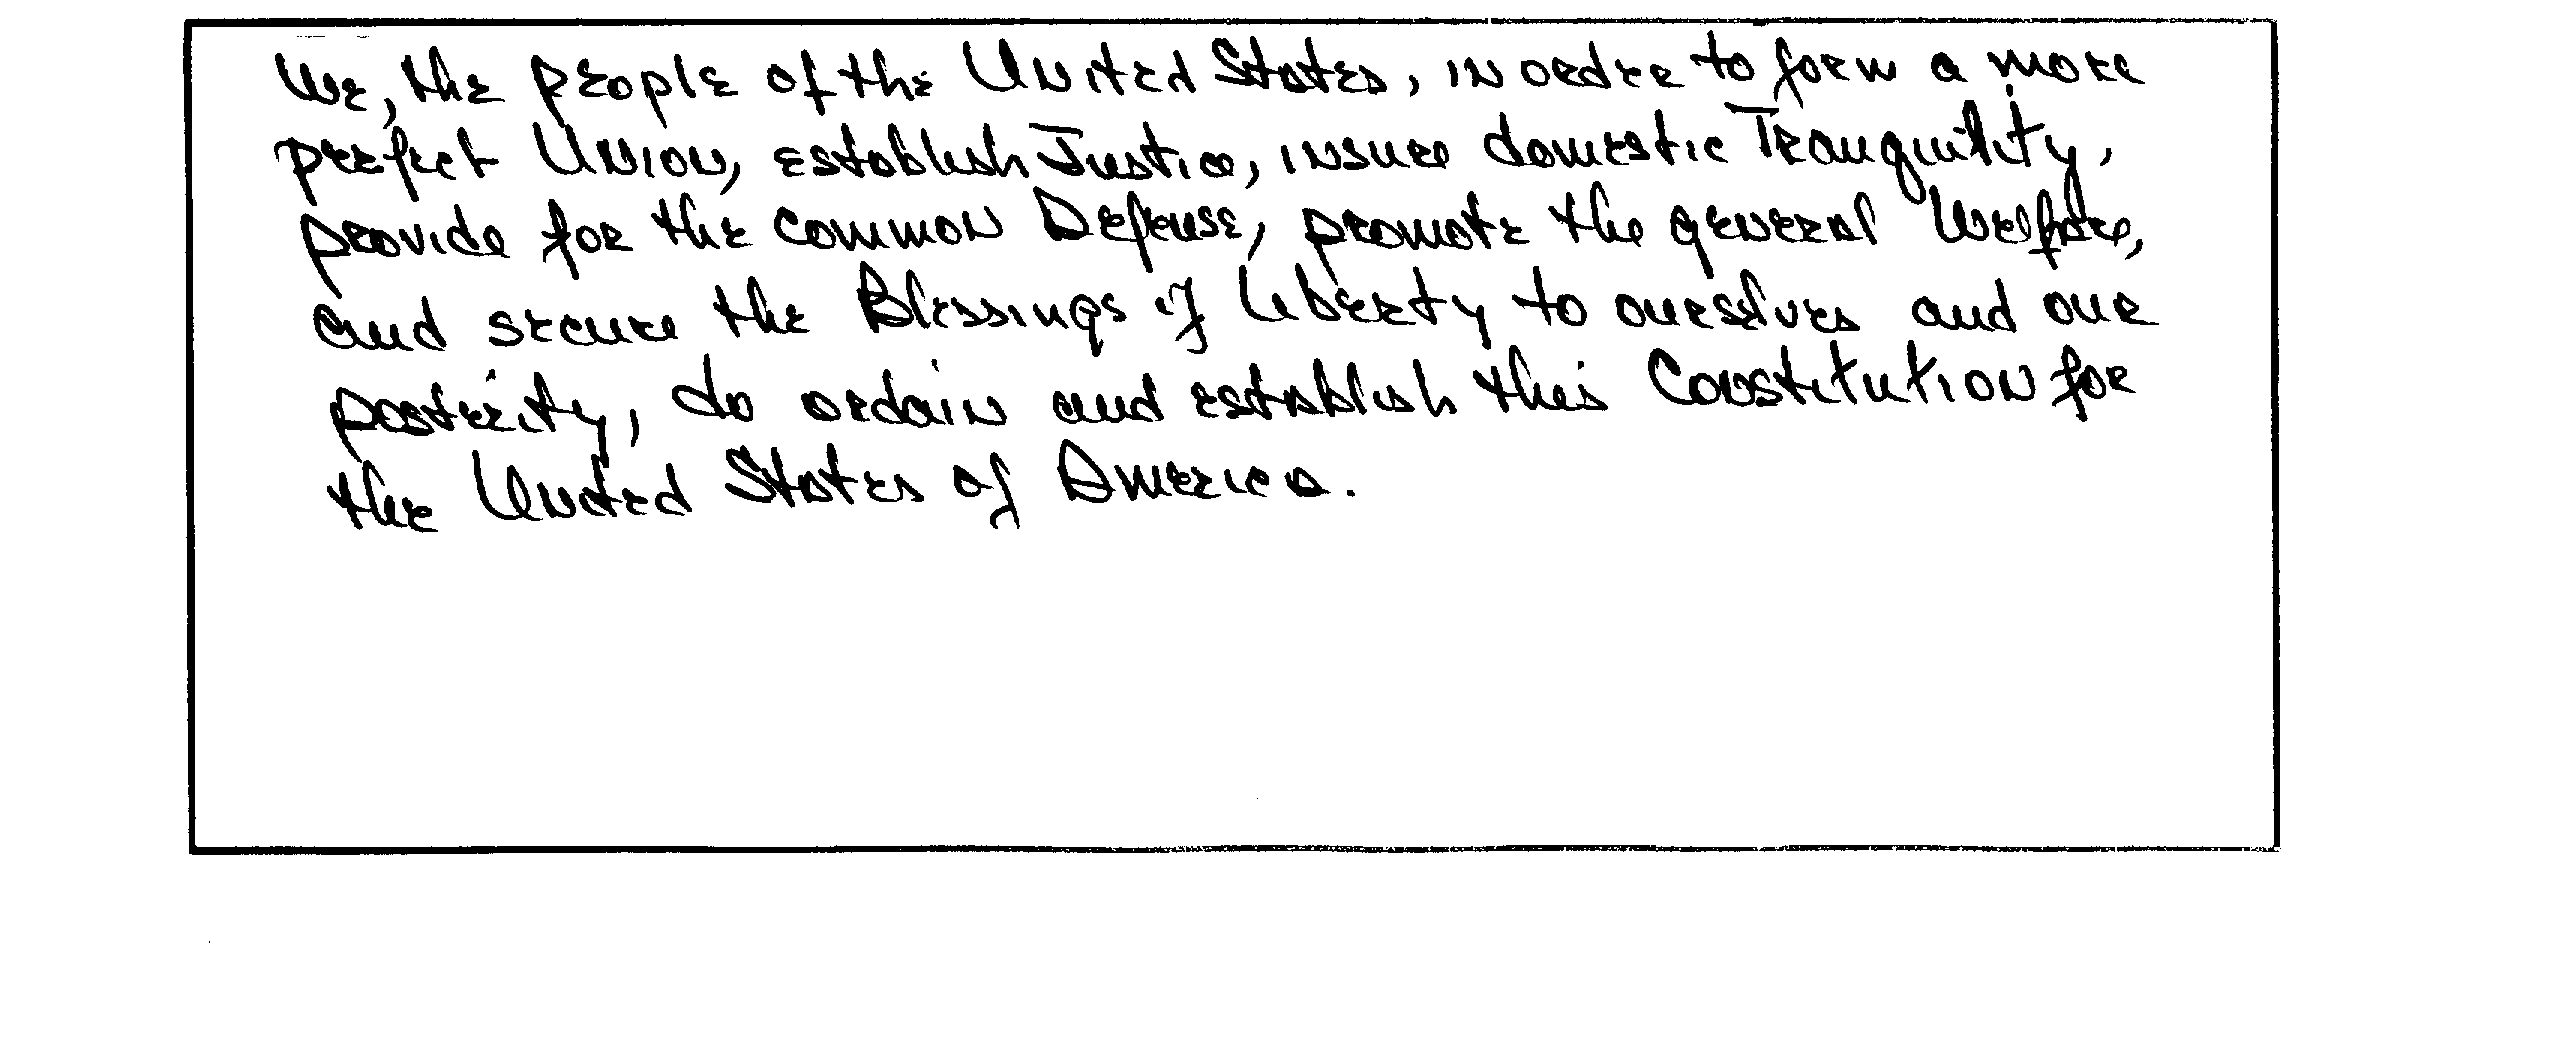 We, the people of the United States, in order to form a more
perfect Union, establish Justice, insure domestic Tranquility,
provide for the common Defense, promote the general Welfare,
and secure the Blessings of Liberty to ourselves and our
posterity, do ordain and establish this Constitution for
the United States of America.